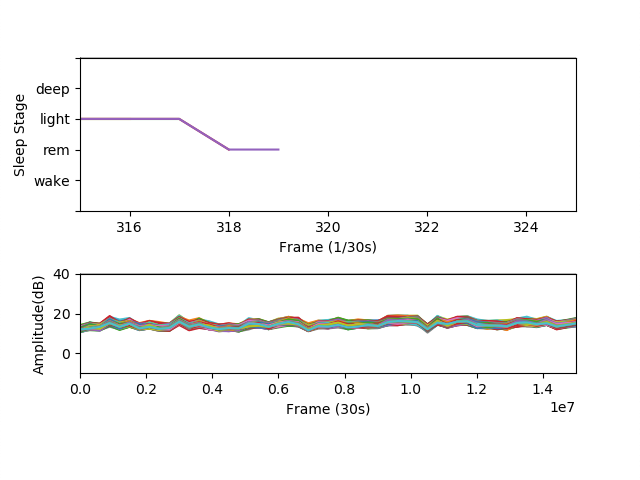 Sleep Stage
deep
light
rem
wake
316 318 320 322 324
Frame (1/30s)
Amplitude(dB)
40
20
0
0.0 0.2 0.4 0.6 0.8 1.0 1.2 1.4
1e7
Frame (30s)